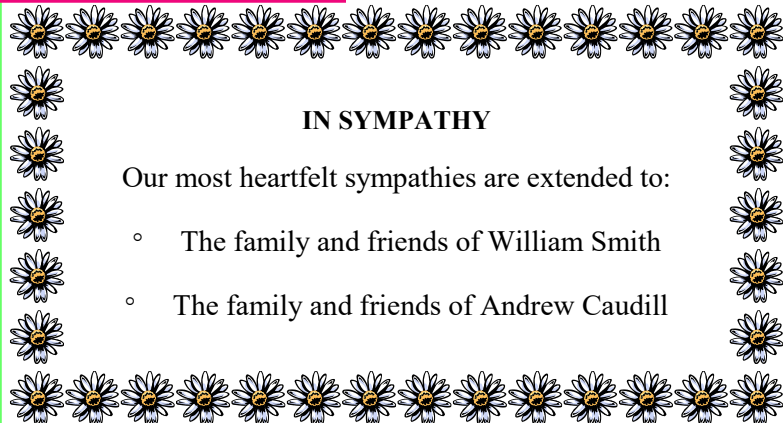 IN SYMPATHY
Our most heartfelt sympathies are extended to:
° The family and friends of William Smith
° The family and friends of Andrew Caudill